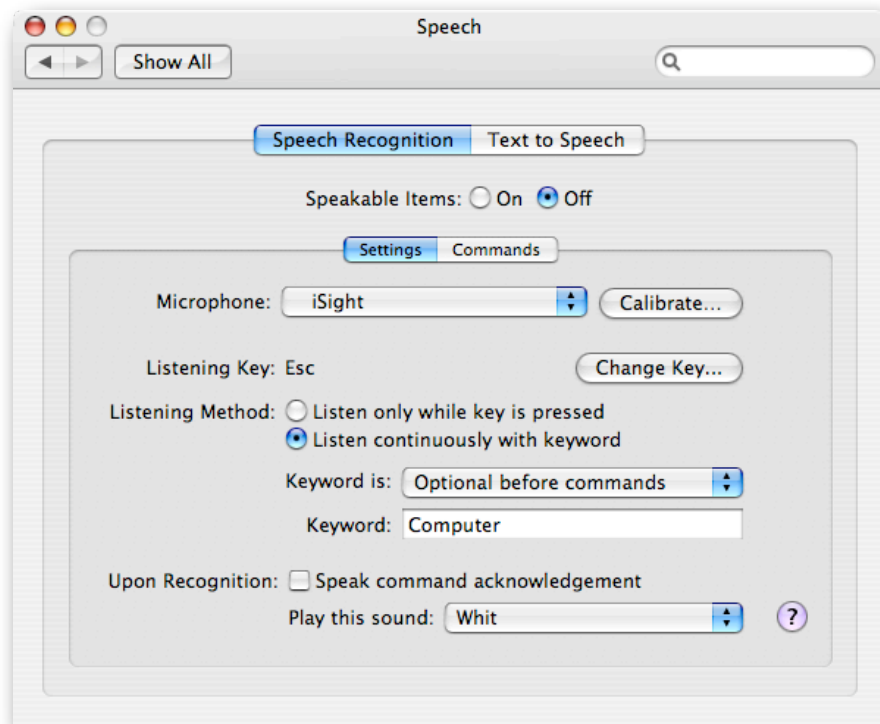 Speech
Show All
Speech Recognition Text to Speech
Speakable Items: On Off
Settings Commands
Microphone: iSight Calibrate...
Listening Key: Esc Change Key...
Listening Method: Listen only while key is pressed
Listen continuously with keyword
Keyword is: Optional before commands
Keyword: Computer
Upon Recognition: Speak command acknowledgement
Play this sound: Whit ?